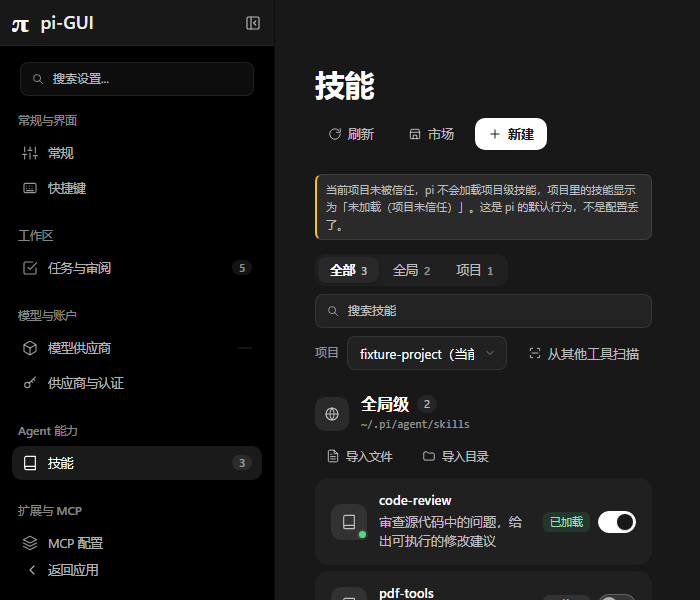 π pi-GUI
搜索设置...
常规与界面
常规
快捷键
工作区
任务与审阅 5
模型与账户
模型供应商
供应商与认证
Agent 能力
技能 3
扩展与 MCP
MCP 配置
返回应用
技能
刷新 市场 新建
当前项目未被信任，pi 不会加载项目级技能，项目里的技能显示
为「未加载（项目未信任）」。这是 pi 的默认行为，不是配置丢
了。
全部 3 全局 2 项目 1
搜索技能
项目 fixture-project（当前 从其他工具扫描
全局级 2
~/.pi/agent/skills
导入文件 导入目录
code-review
审查源代码中的问题，给
出可执行的修改建议
已加载
pdf-tools